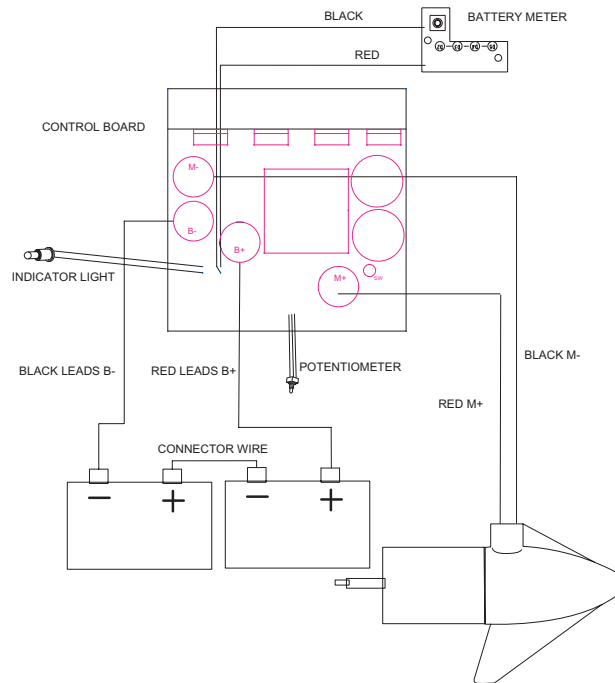 BLACK
BATTERY METER
RED
CONTROL BOARD
M-
B-
B+
M+
SW
INDICATOR LIGHT
BLACK M-
BLACK LEADS B-
RED LEADS B+
POTENTIOMETER
RED M+
CONNECTOR WIRE
− + − +